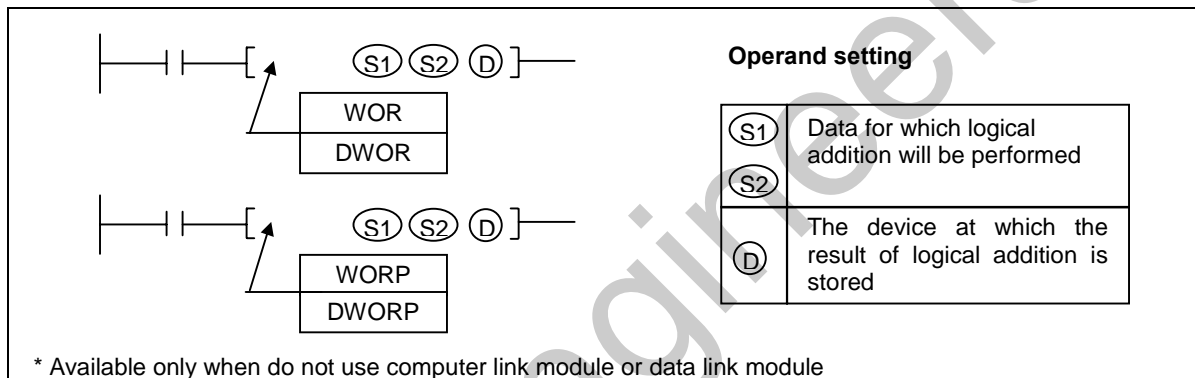 S1 S2 D
WOR
DWOR
S1 S2 D
WORP
DWORP
Operand setting
S1
S2
Data for which logical
addition will be performed
D
The device at which the
result of logical addition is
stored
* Available only when do not use computer link module or data link module